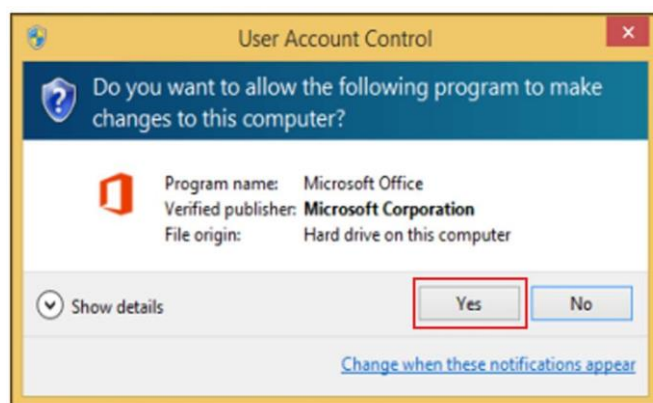 User Account Control
Do you want to allow the following program to make
changes to this computer?
Program name: Microsoft Office
Verified publisher: Microsoft Corporation
File origin: Hard drive on this computer
Show details
Yes
No
Change when these notifications appear